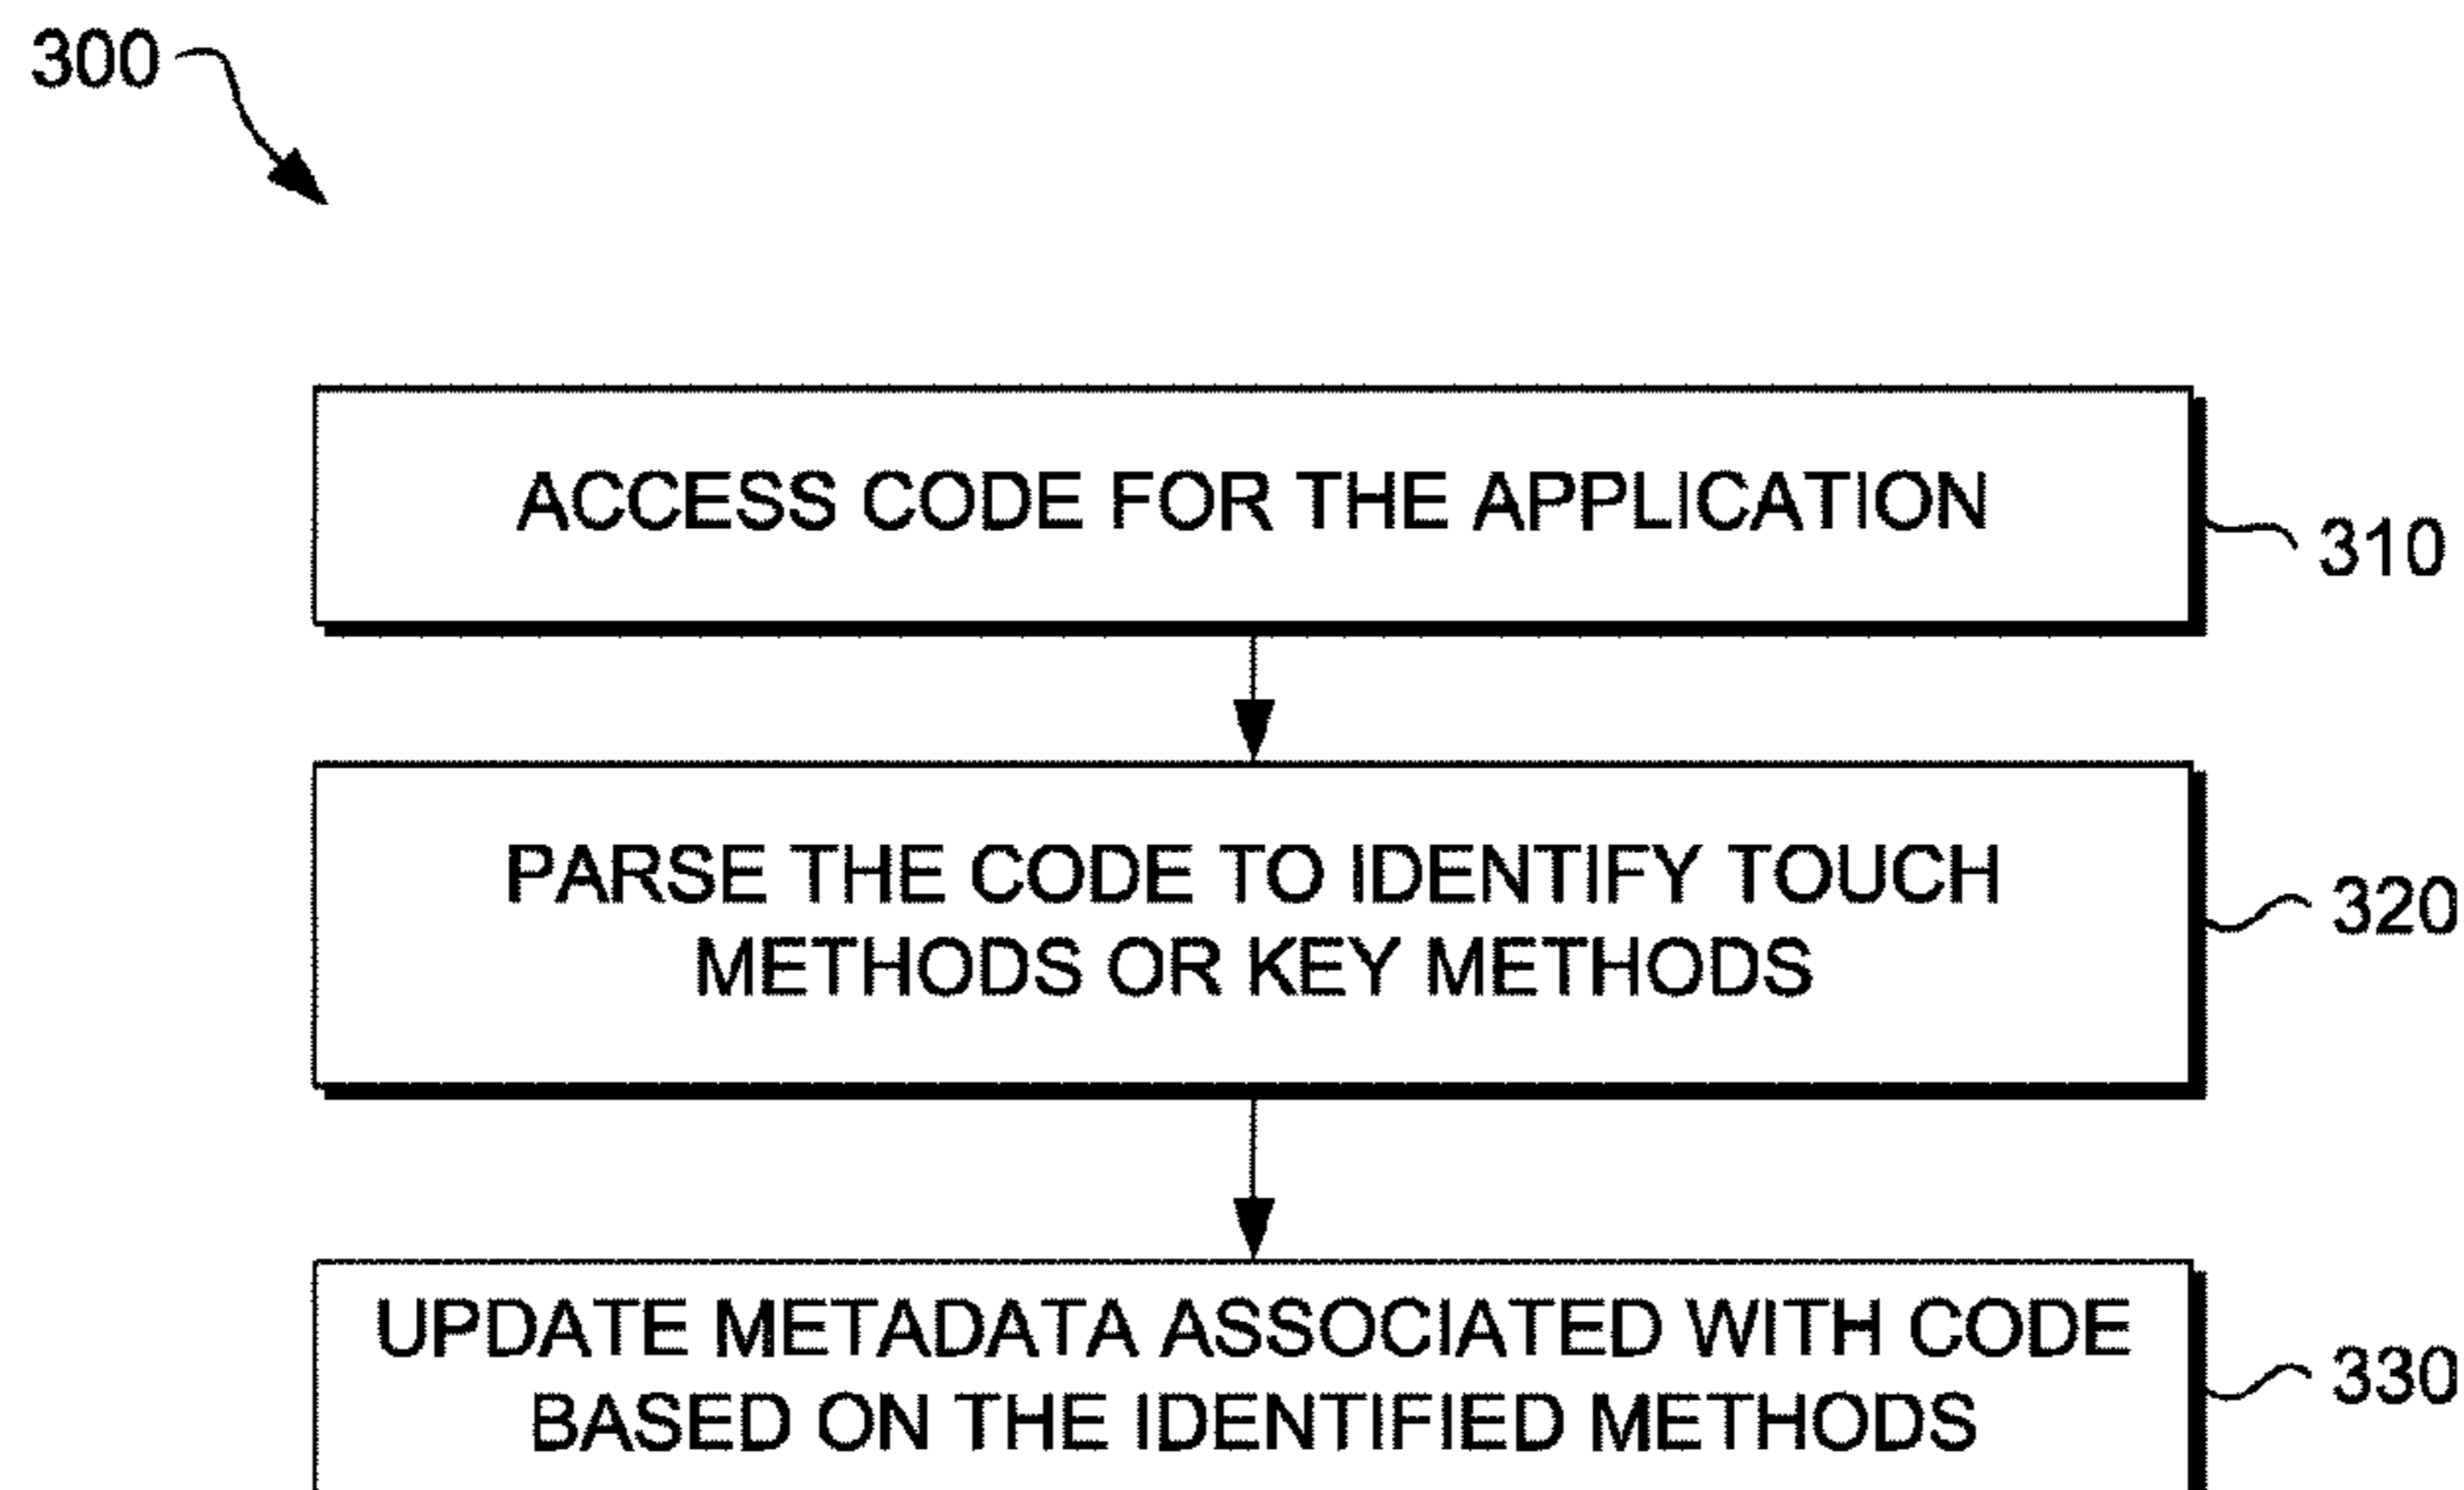 300
ACCESS CODE FOR THE APPLICATION
310
PARSE THE CODE TO IDENTIFY TOUCH
METHODS OR KEY METHODS
320
UPDATE METADATA ASSOCIATED WITH CODE
BASED ON THE IDENTIFIED METHODS
330